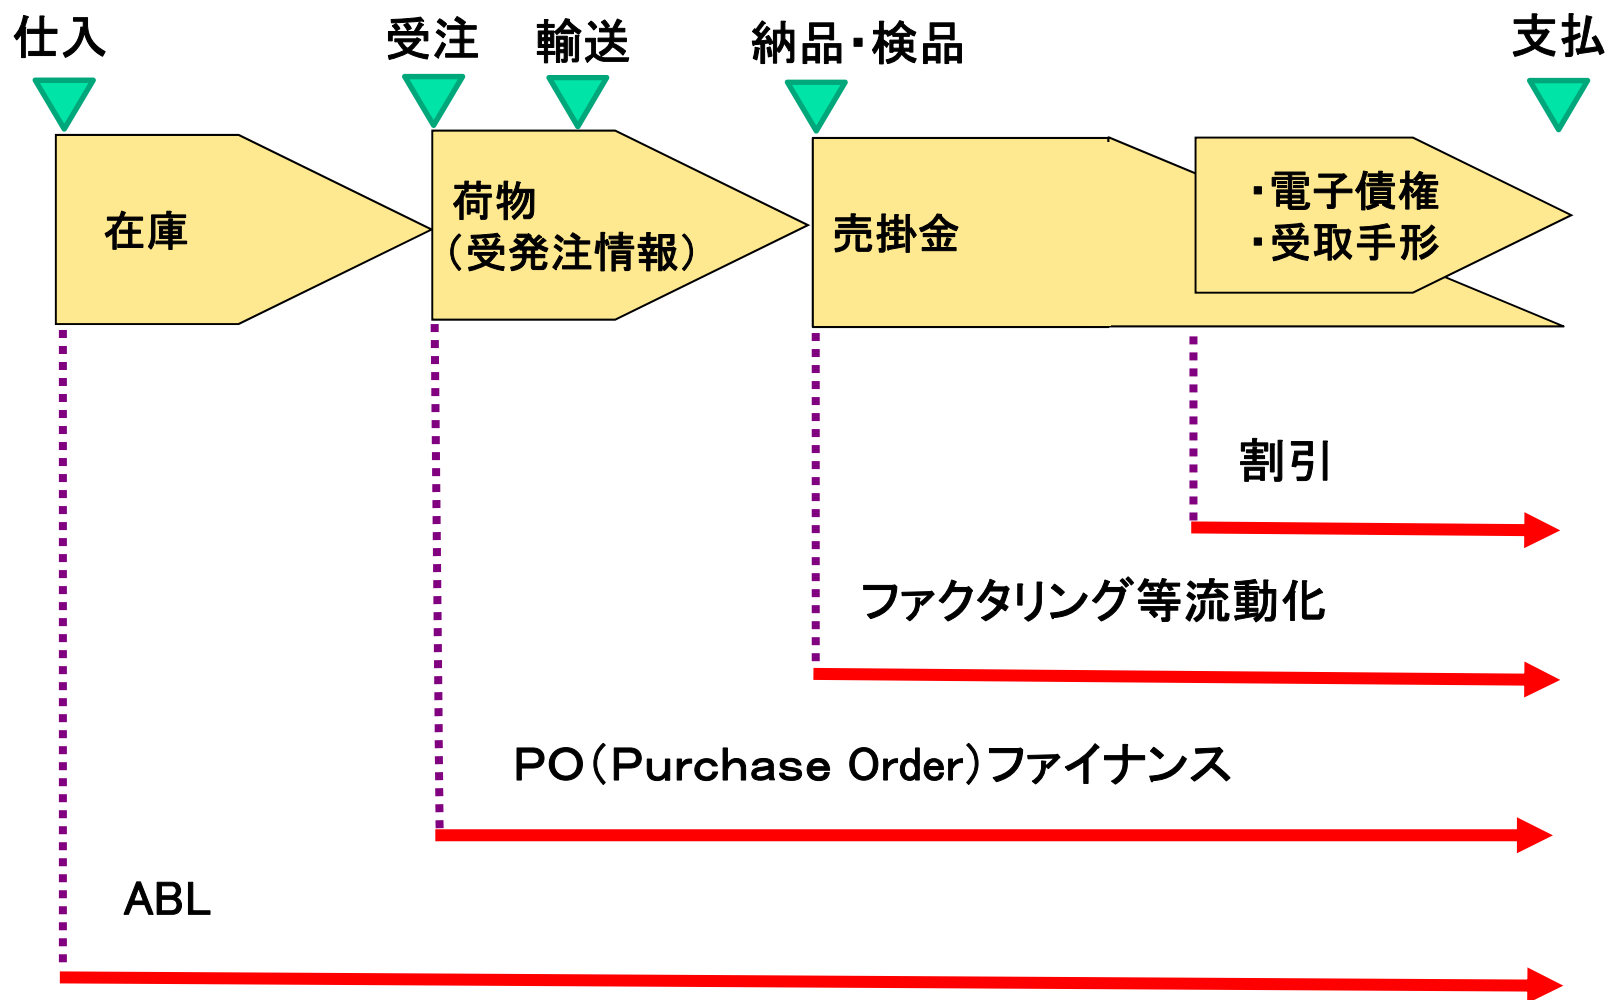 仕入
受注
輸送
納品・検品
支払
在庫
荷物
（受発注情報）
売掛金
・電子債権
・受取手形
割引
ファクタリング等流動化
PO（Purchase Order）ファイナンス
ABL